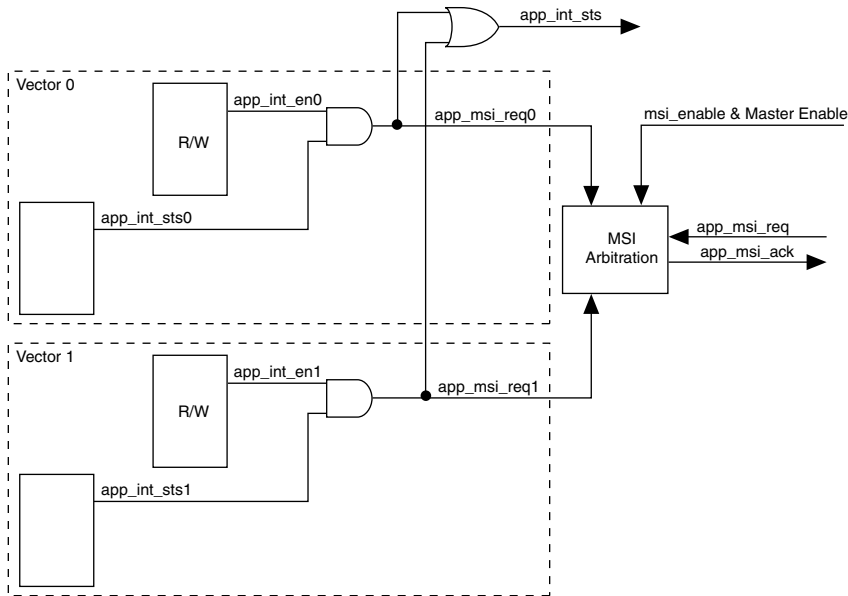 app_int_sts
Vector 0
app_int_en0
R/W
app_msi_req0
msi_enable & Master Enable
app_int_sts0
MSI
Arbitration
app_msi_req
app_msi_ack
Vector 1
app_int_en1
R/W
app_msi_req1
app_int_sts1